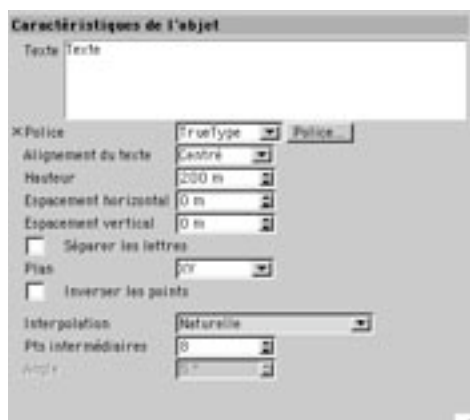 Caractéristiques de l'objet
Texte Texte
×Police TrueType Police...
Alignement du texte Centré
Hauteur 200 m
Espacement horizontal 0 m
Espacement vertical 0 m
Séparer les lettres
Plan XY
Inverser les points
Interpolation Naturelle
Pts intermédiaires 8
Angle